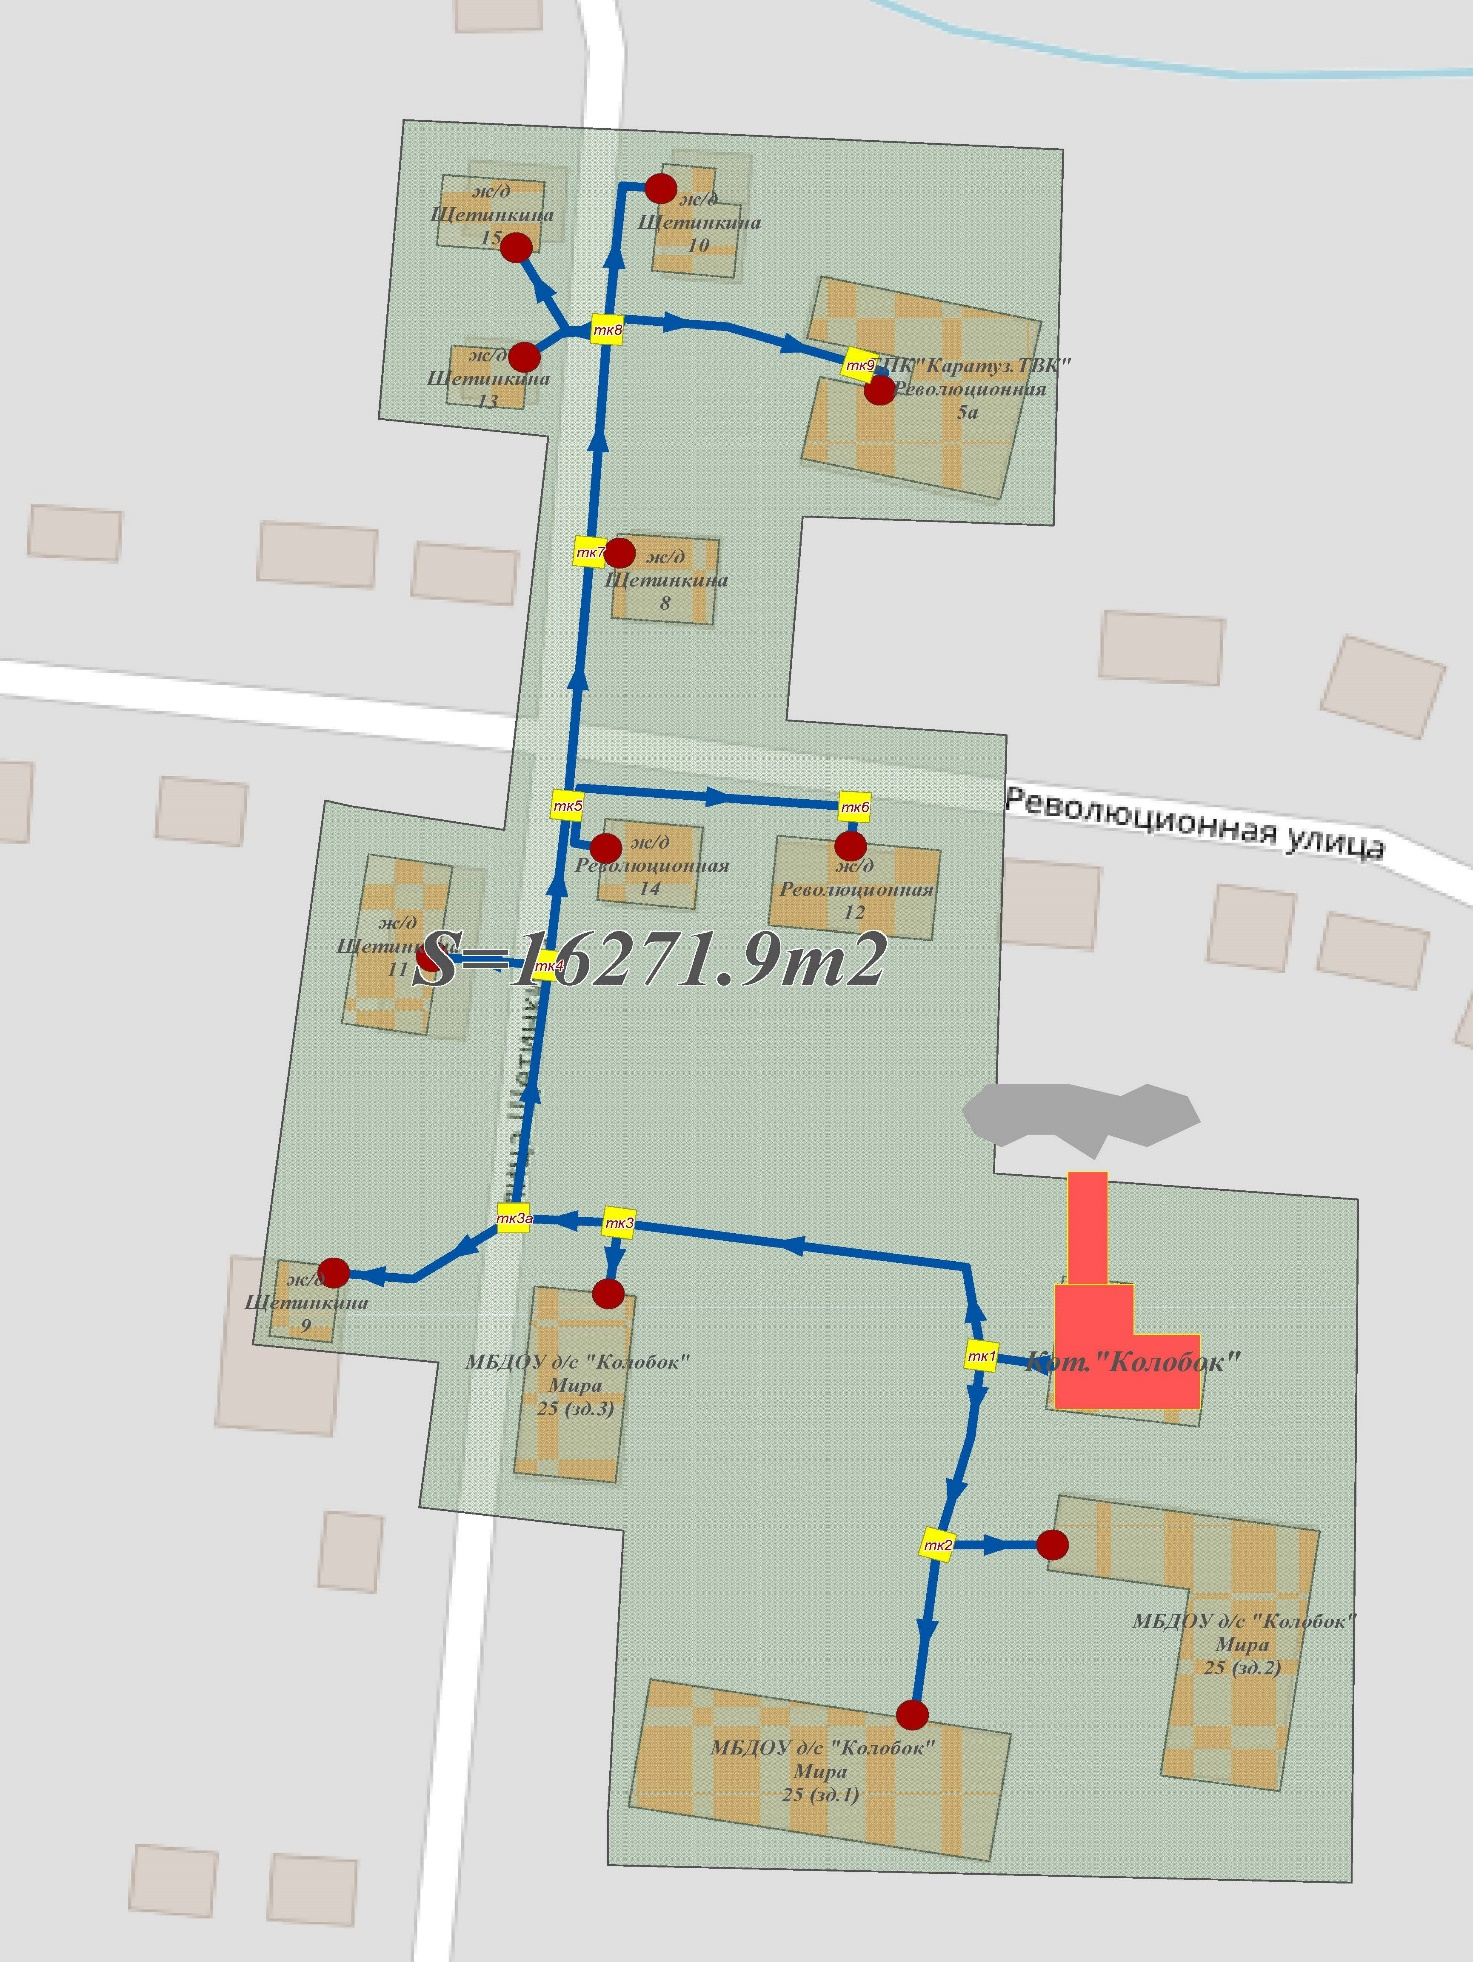 ж/д
Щетинкина
15
ж/д
Щетинкина
10
тк8
ж/д
Щетинкина
13
тк9
ТПК"Каратуз.ТВК"
Революционная
5а
тк7
ж/д
Щетинкина
8
тк5
тк6
Революционная улица
ж/д
Революционная
14
ж/д
Революционная
12
ж/д
Щетинкина
11
тк4
S=16271.9m2
тк3а
тк3
ж/д
Щетинкина
9
тк1
Кот."Колобок"
МБДОУ д/с "Колобок"
Мира
25 (зд.3)
тк2
МБДОУ д/с "Колобок"
Мира
25 (зд.2)
МБДОУ д/с "Колобок"
Мира
25 (зд.1)